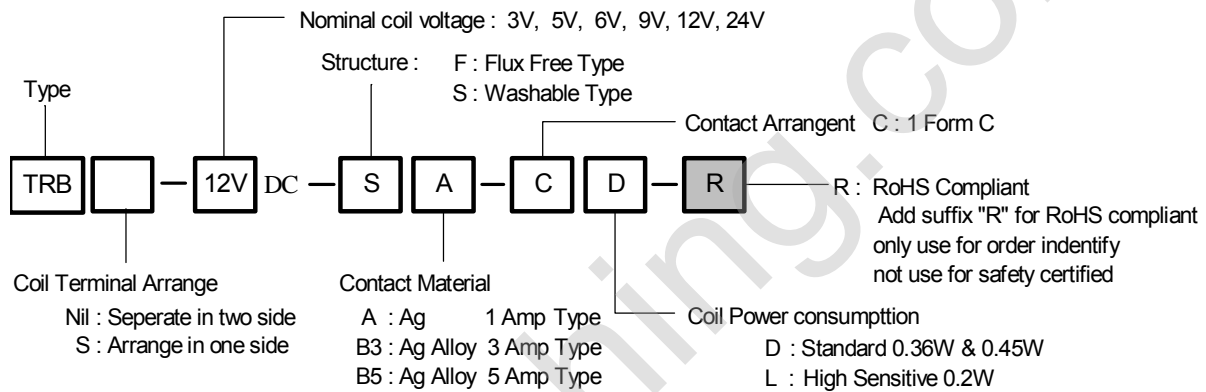 Nominal coil voltage : 3V, 5V, 6V, 9V, 12V, 24V
Structure : F : Flux Free Type
S : Washable Type
Type
Contact Arrangent C : 1 Form C
TRB — 12V DC — S A — C D — R
R : RoHS Compliant
Add suffix "R" for RoHS compliant
only use for order indentify
not use for safety certified
Coil Terminal Arrange
Nil : Seperate in two side
S : Arrange in one side
Contact Material
A : Ag 1 Amp Type
B3 : Ag Alloy 3 Amp Type
B5 : Ag Alloy 5 Amp Type
Coil Power consumpttion
D : Standard 0.36W & 0.45W
L : High Sensitive 0.2W
hing.co